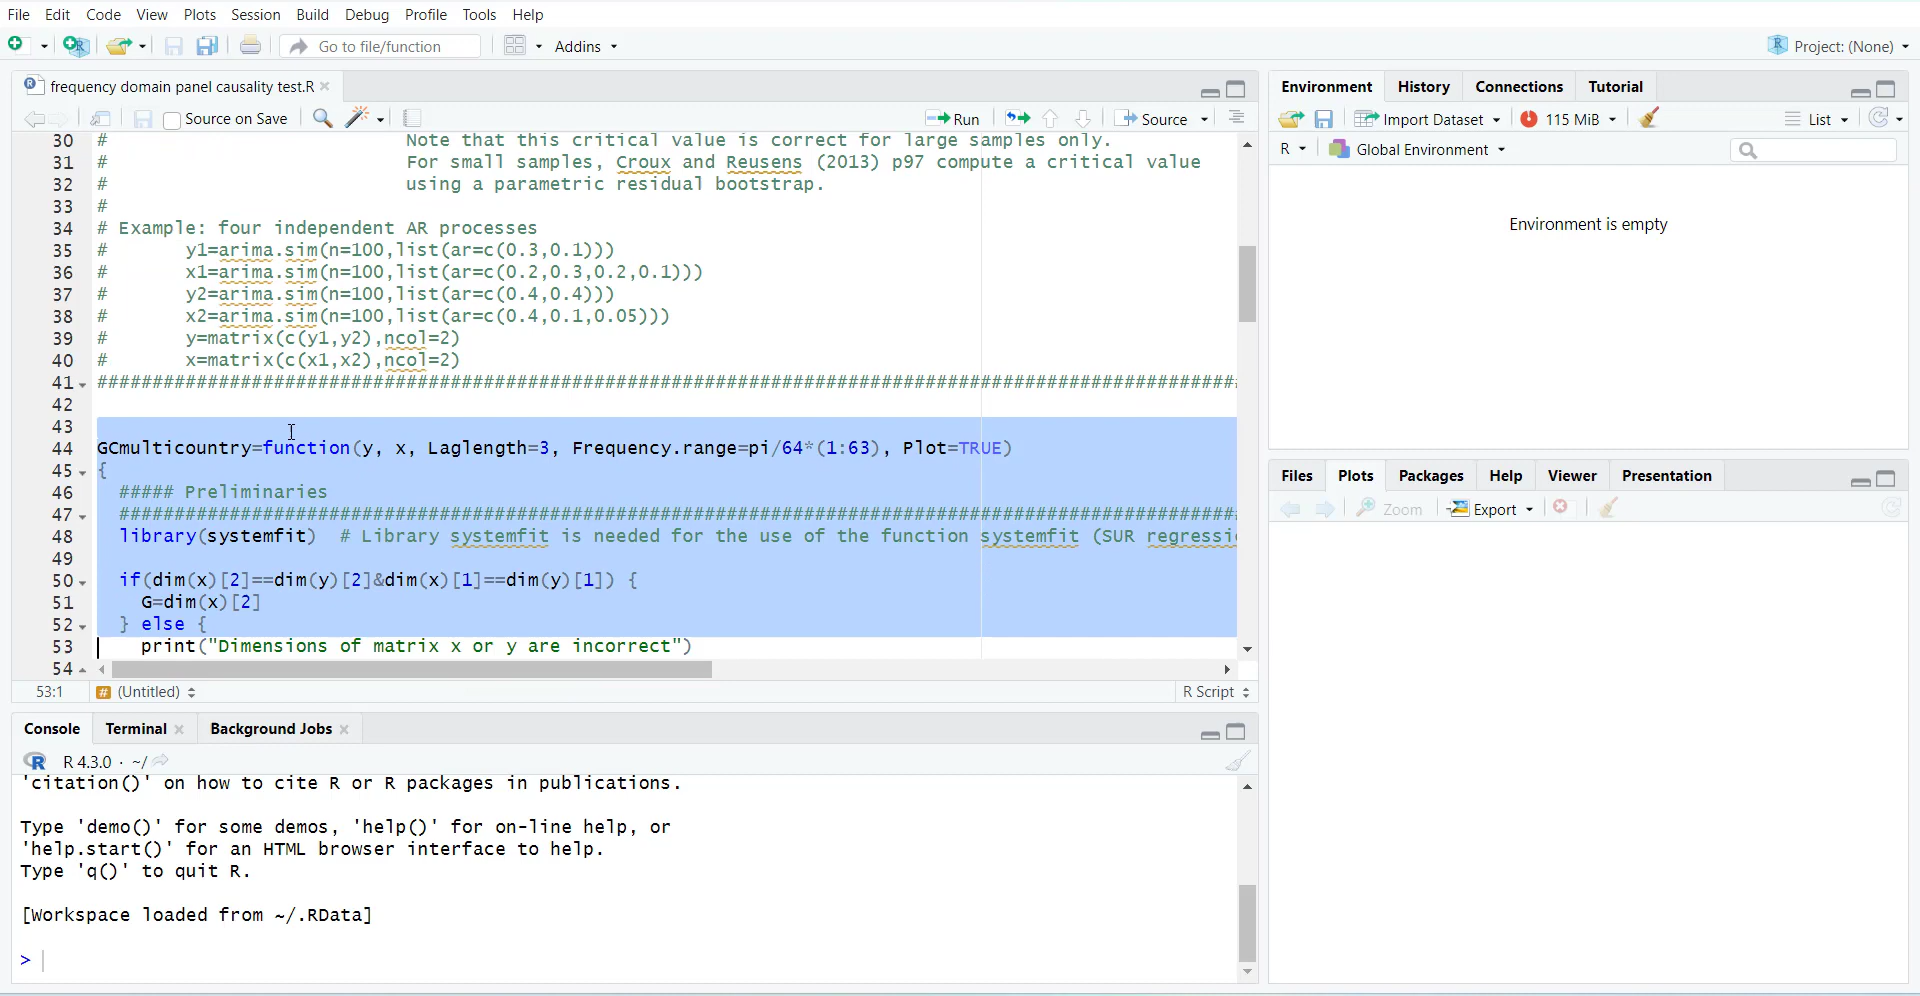 File Edit Code View Plots Session Build Debug Profile Tools Help
Go to file/function Addins Project: (None)
frequency domain panel causality test.R
Source on Save Run Source
30 # Note that this critical value is correct for large samples only.
31 # For small samples, Croux and Reusens (2013) p97 compute a critical value
32 # using a parametric residual bootstrap.
33 #
34 # Example: four independent AR processes
35 # y1=arima.sim(n=100,list(ar=c(0.3,0.1)))
36 # x1=arima.sim(n=100,list(ar=c(0.2,0.3,0.2,0.1)))
37 # y2=arima.sim(n=100,list(ar=c(0.4,0.4)))
38 # x2=arima.sim(n=100,list(ar=c(0.4,0.1,0.05)))
39 # y=matrix(c(y1,y2),ncol=2)
40 # x=matrix(c(x1,x2),ncol=2)
41 #######################################################################################################
42
43
44 GCmulticountry=function(y, x, Laglength=3, Frequency.range=pi/64*(1:63), Plot=TRUE)
45 {
46 ##### Preliminaries
47 #####################################################################################################
48 library(systemfit) # Library systemfit is needed for the use of the function systemfit (SUR regressi
49
50 if(dim(x)[2]==dim(y)[2]&dim(x)[1]==dim(y)[1]) {
51 G=dim(x)[2]
52 } else {
53 print("Dimensions of matrix x or y are incorrect")
54
53:1 # (Untitled) R Script
Console Terminal Background Jobs
R R 4.3.0 · ~/
'citation()' on how to cite R or R packages in publications.
Type 'demo()' for some demos, 'help()' for on-line help, or
'help.start()' for an HTML browser interface to help.
Type 'q()' to quit R.
[Workspace loaded from ~/.RData]
>
Environment History Connections Tutorial
Import Dataset 115 MiB List
R Global Environment
Environment is empty
Files Plots Packages Help Viewer Presentation
Zoom Export